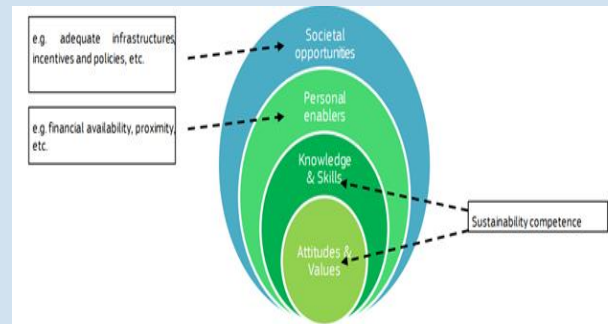 e.g. adequate infrastructures,
incentives and policies, etc.
Societal
opportunities
e.g. financial availability, proximity,
etc.
Personal
enablers
Knowledge
& Skills
Sustainability competence
Attitudes &
Values